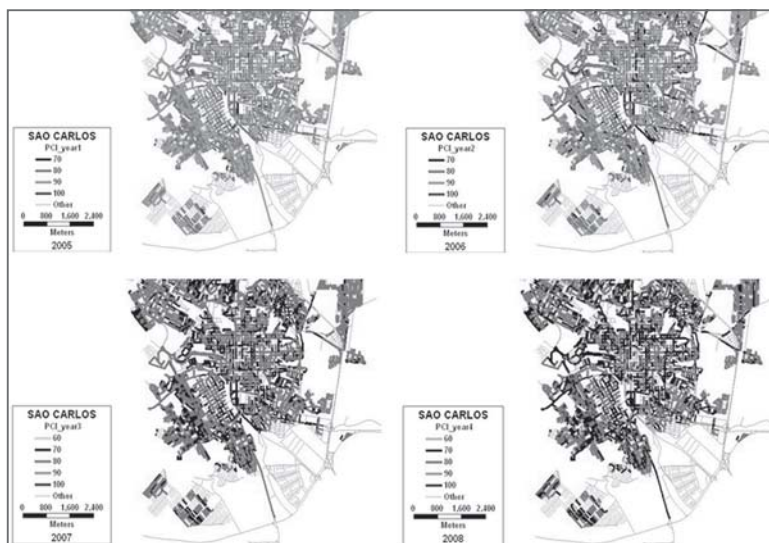 SAO CARLOS
PCI_year1
70
80
90
100
Other
0 800 1,600 2,400
Meters
2005
SAO CARLOS
PCI_year2
70
80
90
100
Other
0 800 1,600 2,400
Meters
2006
SAO CARLOS
PCI_year3
60
70
80
90
100
Other
0 800 1,600 2,400
Meters
2007
SAO CARLOS
PCI_year4
60
70
80
90
100
Other
0 800 1,600 2,400
Meters
2008